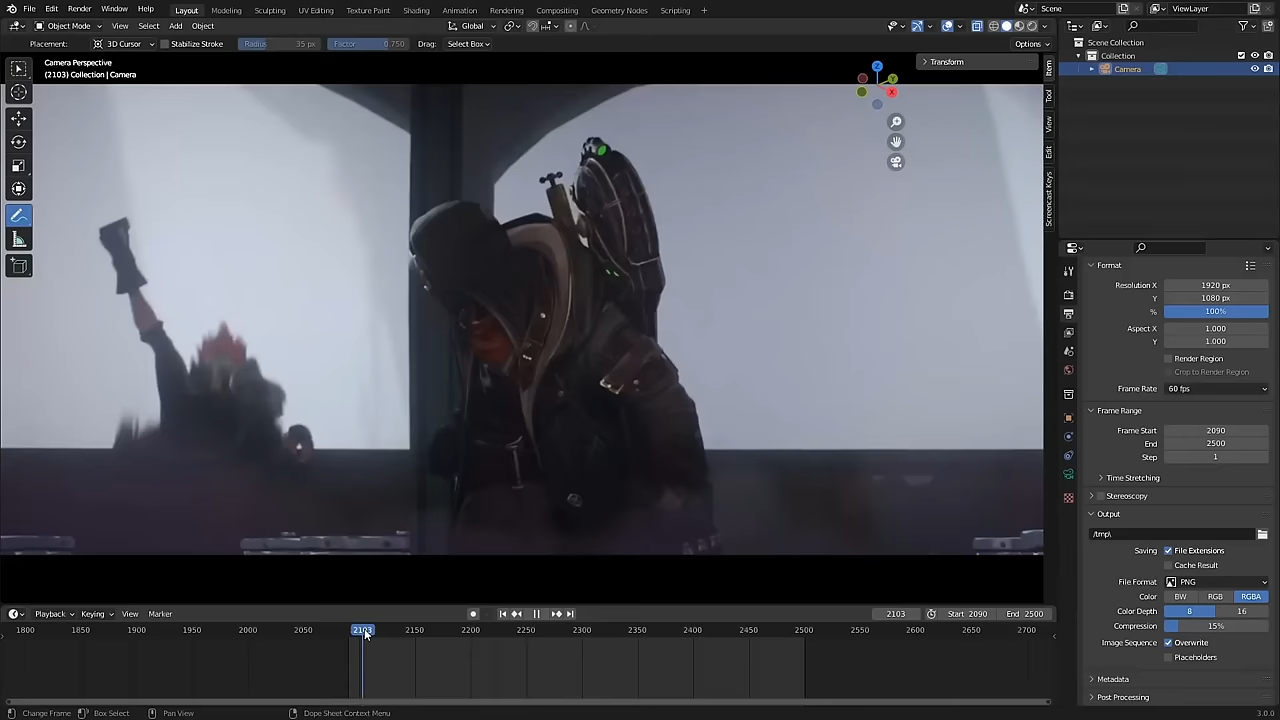 File Edit Render Window Help Layout Modeling Sculpting UV Editing Texture Paint Shading Animation Rendering Compositing Geometry Nodes Scripting + Scene ViewLayer
Object Mode View Select Add Object Global
Placement: 3D Cursor Stabilize Stroke Radius 35 px Factor 0.750 Drag: Select Box Options
Camera Perspective
(2103) Collection | Camera
Transform
Z
Y
X
Item
Tool
View
Edit
Screencast Keys
Scene Collection
Collection
Camera
Format
Resolution X 1920 px
Y 1080 px
% 100%
Aspect X 1.000
Y 1.000
Render Region
Crop to Render Region
Frame Rate 60 fps
Frame Range
Frame Start 2090
End 2500
Step 1
Time Stretching
Stereoscopy
Output
/tmp\
Saving File Extensions
Cache Result
File Format PNG
Color BW RGB RGBA
Color Depth 8 16
Compression 15%
Image Sequence Overwrite
Placeholders
Metadata
Post Processing
Playback Keying View Marker 2103 Start 2090 End 2500
1800 1850 1900 1950 2000 2050 2103 2150 2200 2250 2300 2350 2400 2450 2500 2550 2600 2650 2700
Change Frame Box Select Pan View Dope Sheet Context Menu 3.0.0